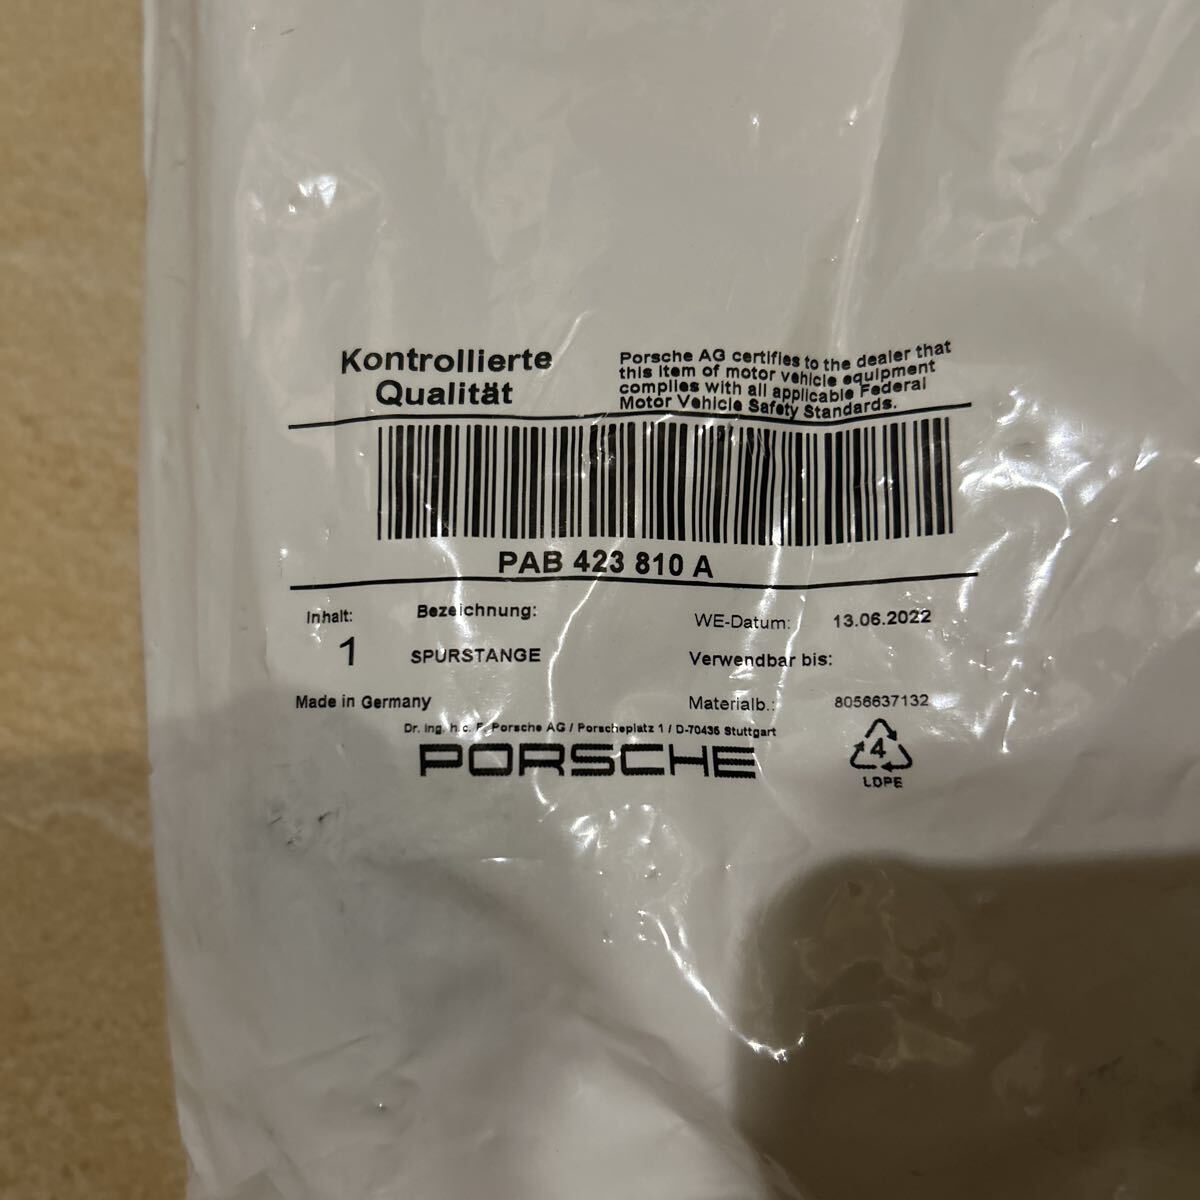 Kontrollierte
Qualität
Porsche AG certifies to the dealer that
this item of motor vehicle equipment
complies with all applicable Federal
Motor Vehicle Safety Standards.
PAB 423 810 A
Inhalt:
1
Bezeichnung:
SPURSTANGE
WE-Datum: 13.06.2022
Verwendbar bis:
Made in Germany
Materialb.: 8056637132
Dr. Ing. h.c. F. Porsche AG / Porscheplatz 1 / D-70435 Stuttgart
PORSCHE
4
LDPE